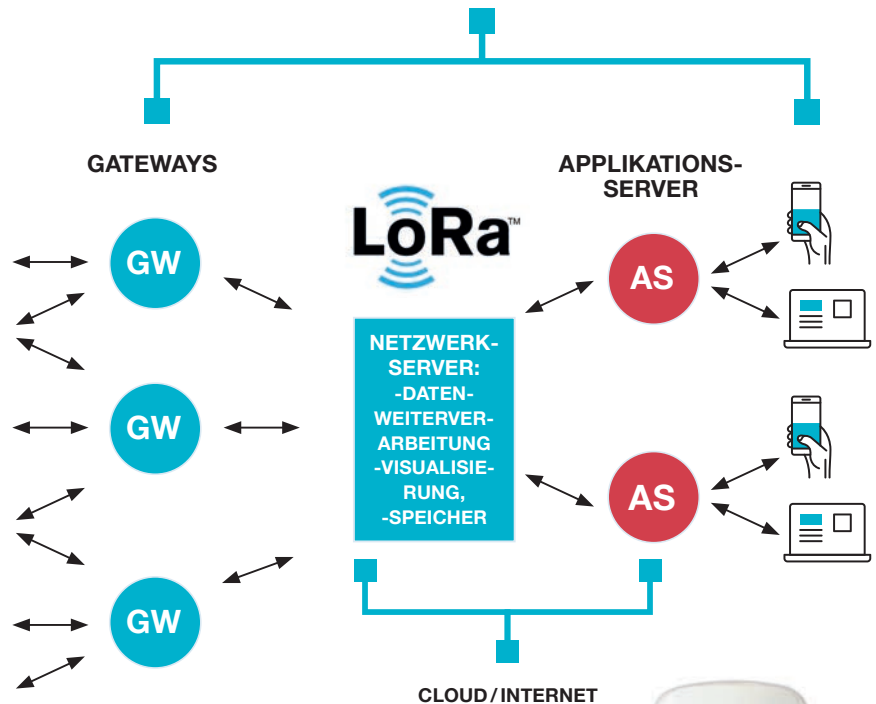 GATEWAYS
APPLIKATIONS-
SERVER
LoRa™
GW
GW
GW
NETZWERK-
SERVER:
-DATEN-
WEITERVER-
ARBEITUNG
-VISUALISIE-
RUNG,
-SPEICHER
AS
AS
CLOUD/INTERNET